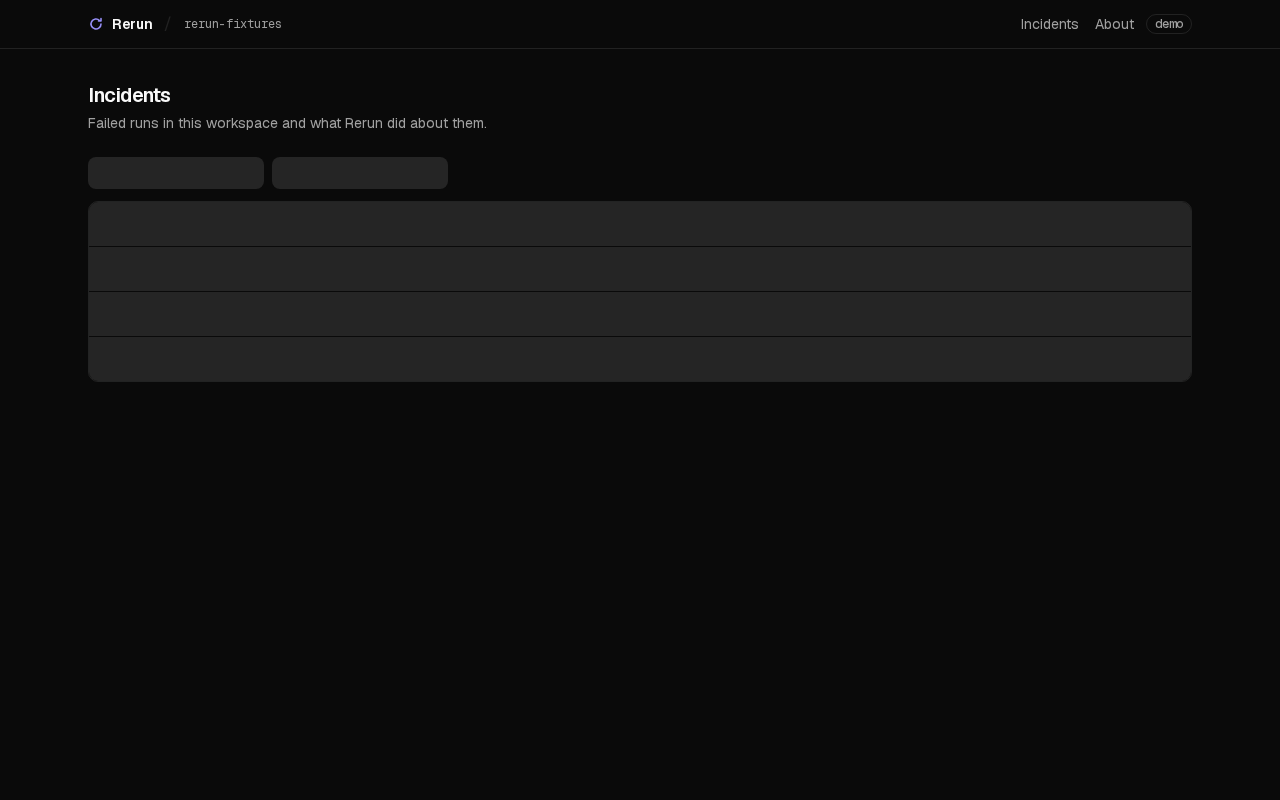 Rerun / rerun-fixtures
Incidents About demo
Incidents
Failed runs in this workspace and what Rerun did about them.